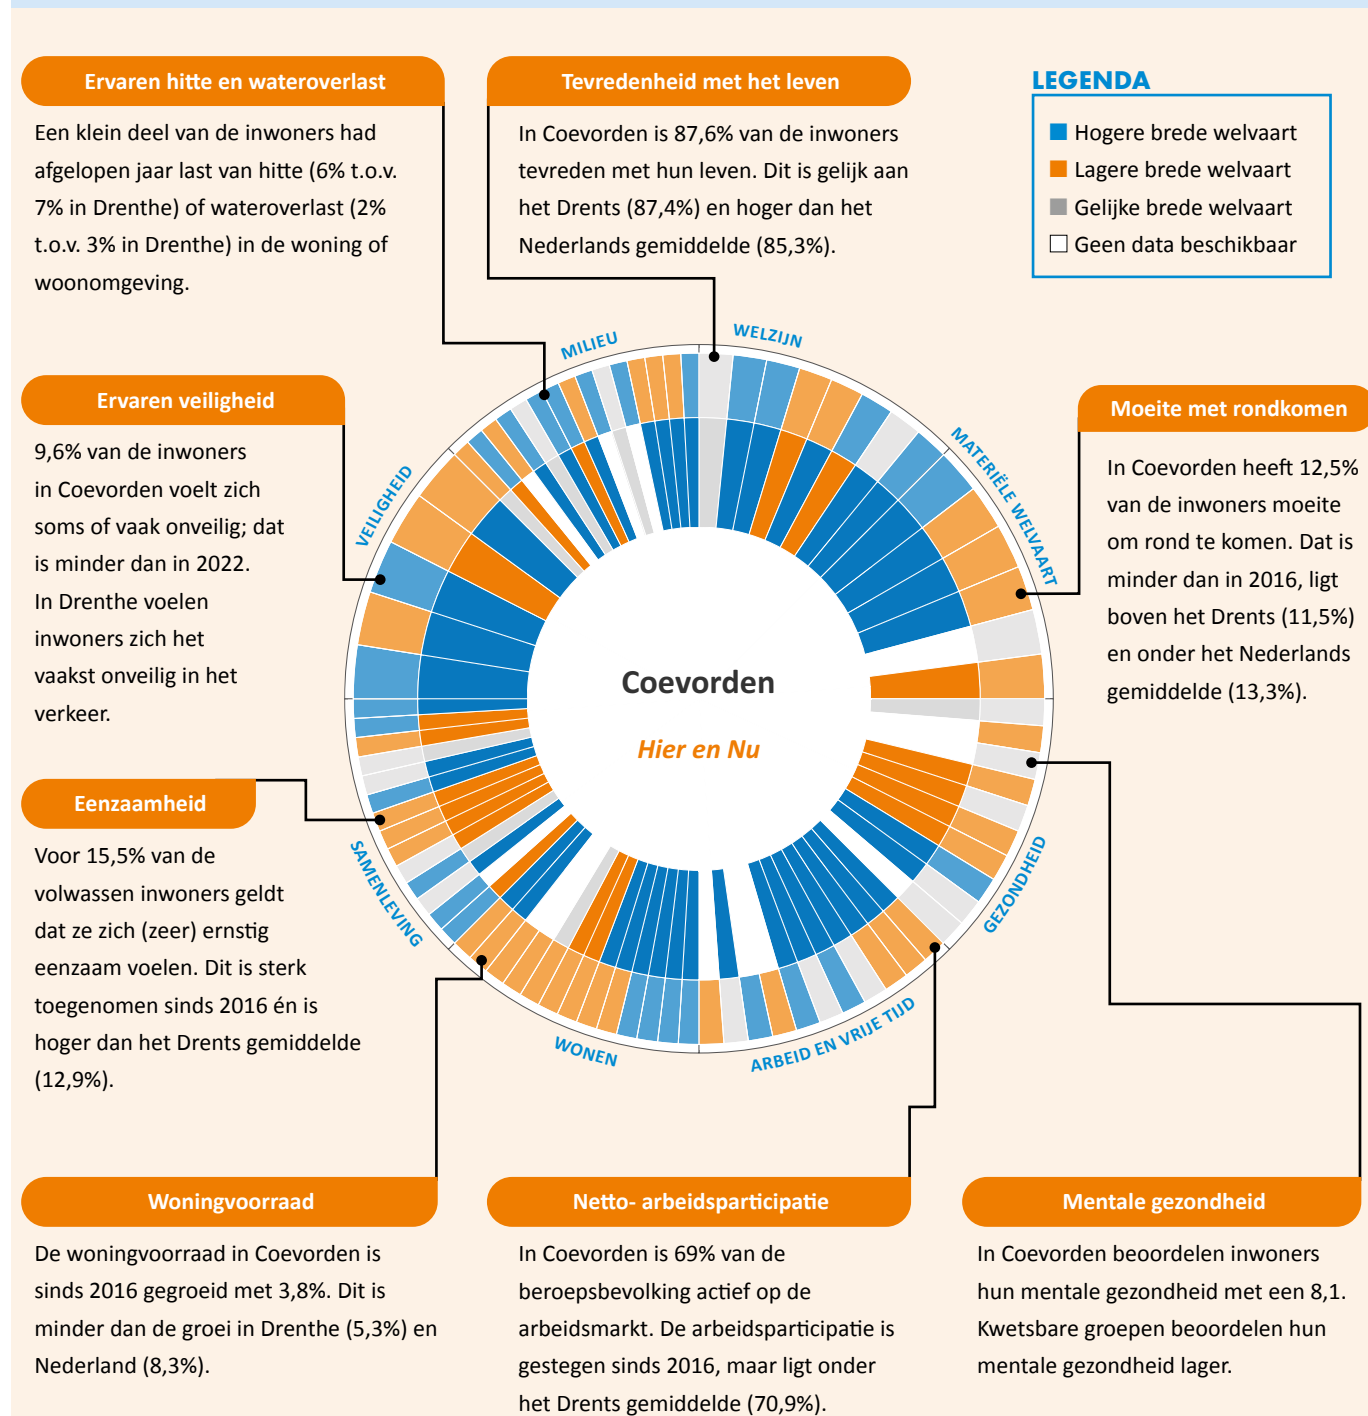 Ervaren hitte en wateroverlast
Een klein deel van de inwoners had
afgelopen jaar last van hitte (6% t.o.v.
7% in Drenthe) of wateroverlast (2%
t.o.v. 3% in Drenthe) in de woning of
woonomgeving.
Tevredenheid met het leven
In Coevorden is 87,6% van de inwoners
tevreden met hun leven. Dit is gelijk aan
het Drents (87,4%) en hoger dan het
Nederlands gemiddelde (85,3%).
LEGENDA
Hogere brede welvaart
Lagere brede welvaart
Gelijke brede welvaart
Geen data beschikbaar
Ervaren veiligheid
9,6% van de inwoners
in Coevorden voelt zich
soms of vaak onveilig; dat
is minder dan in 2022.
In Drenthe voelen
inwoners zich het
vaakst onveilig in het
verkeer.
MILIEU
WELZIJN
VEILIGHEID
MATERIËLE WELVAART
Moeite met rondkomen
In Coevorden heeft 12,5%
van de inwoners moeite
om rond te komen. Dat is
minder dan in 2016, ligt
boven het Drents (11,5%)
en onder het Nederlands
gemiddelde (13,3%).
Coevorden
Hier en Nu
Eenzaamheid
Voor 15,5% van de
volwassen inwoners geldt
dat ze zich (zeer) ernstig
eenzaam voelen. Dit is sterk
toegenomen sinds 2016 én is
hoger dan het Drents gemiddelde
(12,9%).
SAMENLEVING
GEZONDHEID
WONEN
ARBEID EN VRIJE TIJD
Woningvoorraad
De woningvoorraad in Coevorden is
sinds 2016 gegroeid met 3,8%. Dit is
minder dan de groei in Drenthe (5,3%) en
Nederland (8,3%).
Netto- arbeidsparticipatie
In Coevorden is 69% van de
beroepsbevolking actief op de
arbeidsmarkt. De arbeidsparticipatie is
gestegen sinds 2016, maar ligt onder
het Drents gemiddelde (70,9%).
Mentale gezondheid
In Coevorden beoordelen inwoners
hun mentale gezondheid met een 8,1.
Kwetsbare groepen beoordelen hun
mentale gezondheid lager.